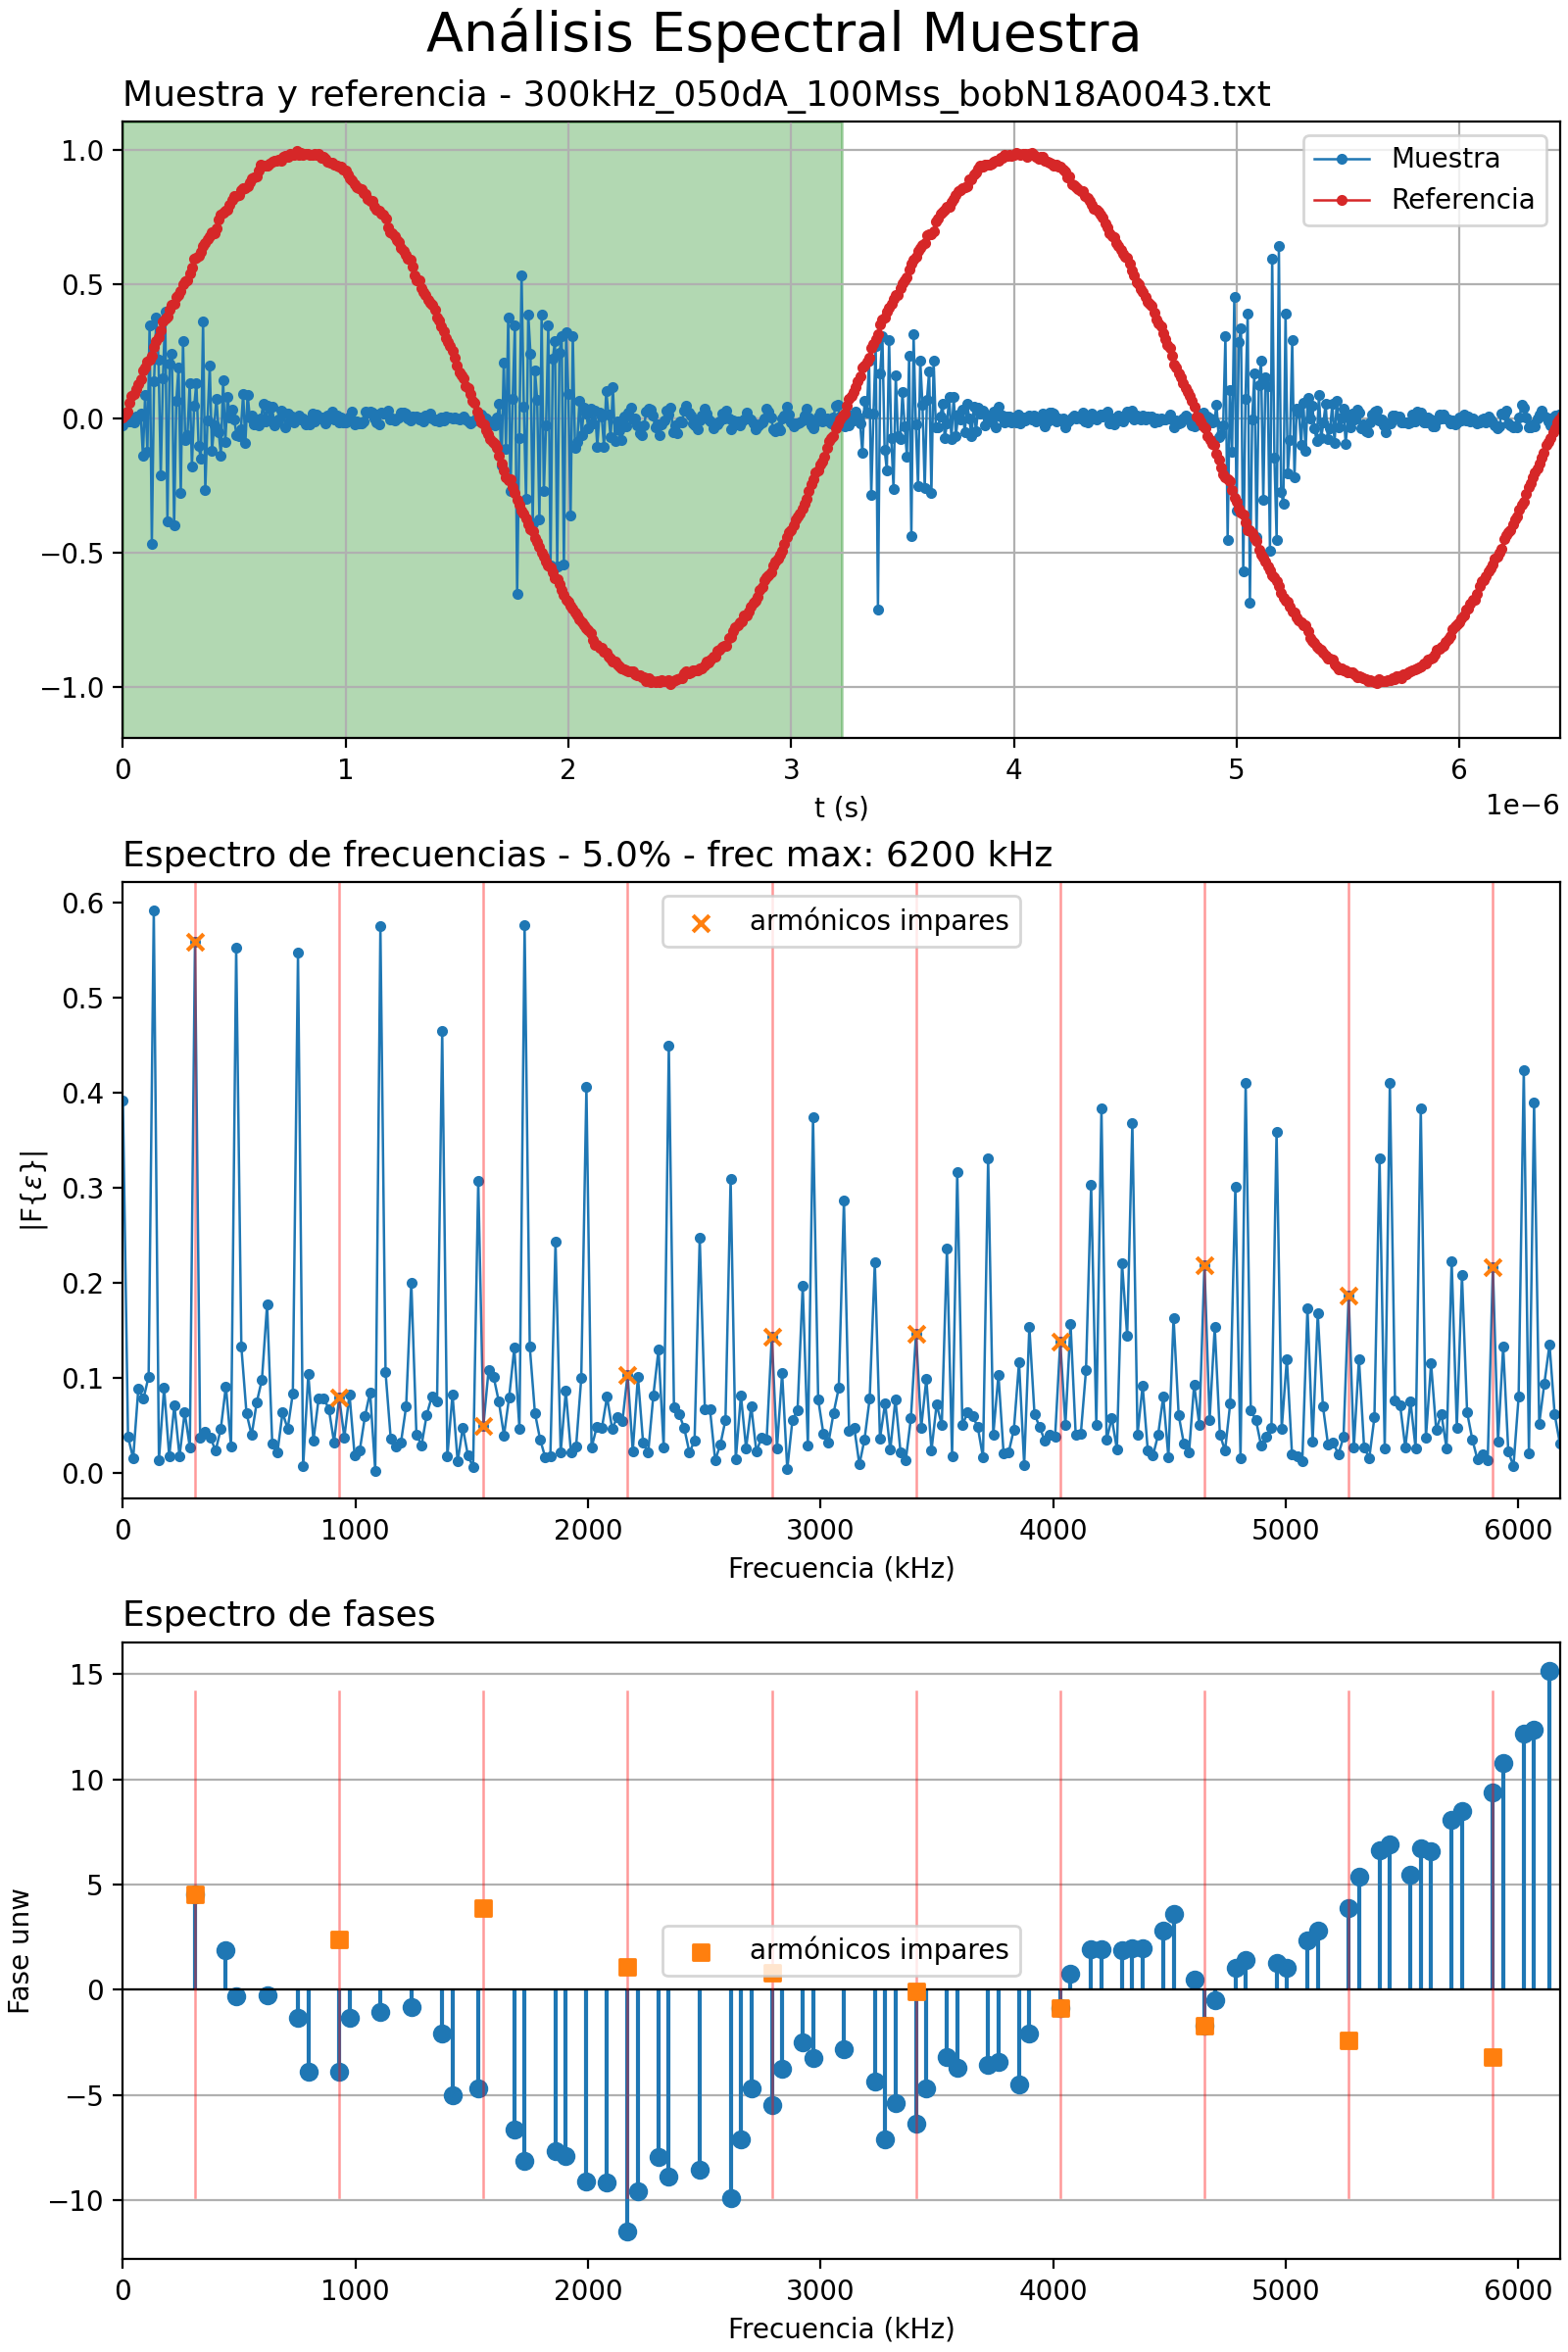 Análisis Espectral Muestra
Muestra y referencia - 300kHz_050dA_100Mss_bobN18A0043.txt
1.0
0.5
0.0
−0.5
−1.0
Muestra
Referencia
0 1 2 3 4 5 6
1e−6
t (s)
Espectro de frecuencias - 5.0% - frec max: 6200 kHz
0.6
0.5
0.4
0.3
0.2
0.1
0.0
|F{ε}|
armónicos impares
0 1000 2000 3000 4000 5000 6000
Frecuencia (kHz)
Espectro de fases
15
10
5
0
−5
−10
Fase unw
armónicos impares
0 1000 2000 3000 4000 5000 6000
Frecuencia (kHz)